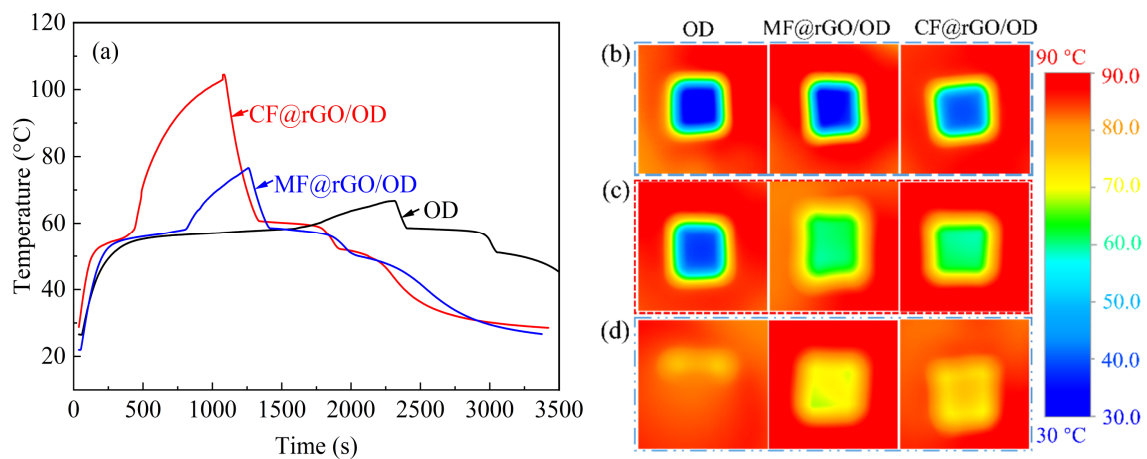 (a)
120
100
80
60
40
20
Temperature (°C)
0
500
1000
1500
2000
2500
3000
3500
Time (s)
CF@rGO/OD
MF@rGO/OD
OD
OD
MF@rGO/OD
CF@rGO/OD
(b)
(c)
(d)
90 °C
90.0
80.0
70.0
60.0
50.0
40.0
30.0
30 °C